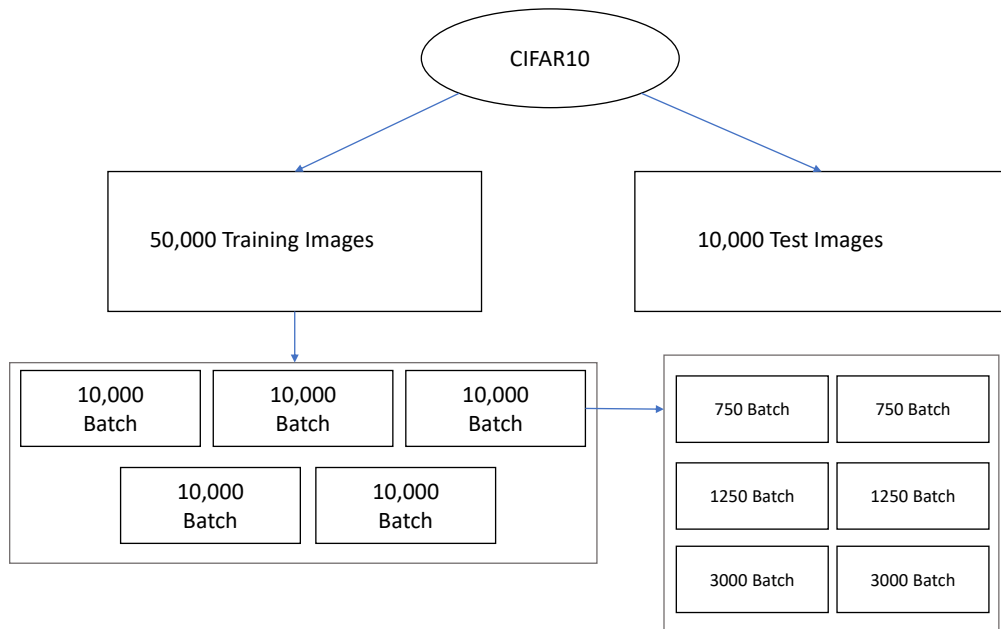 CIFAR10
50,000 Training Images
10,000 Test Images
10,000
Batch
10,000
Batch
10,000
Batch
10,000
Batch
10,000
Batch
750 Batch
750 Batch
1250 Batch
1250 Batch
3000 Batch
3000 Batch